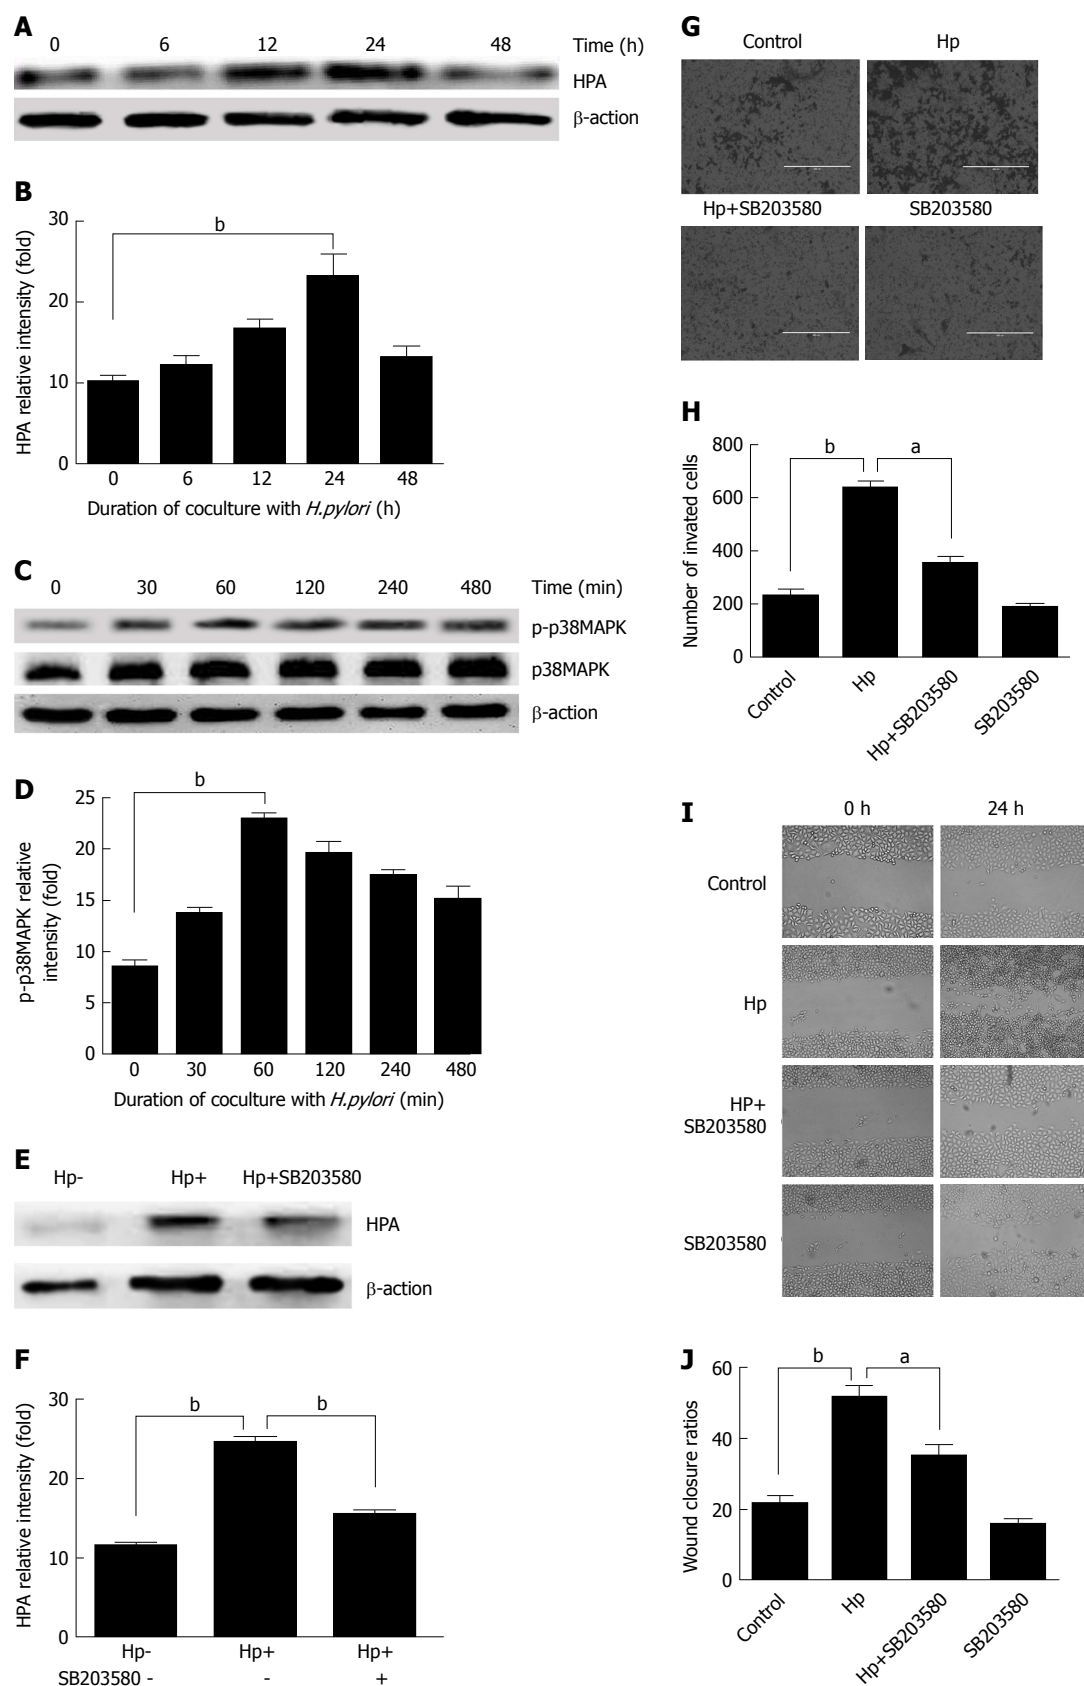 A
0 6 12 24 48 Time (h)
HPA
β-action
B
HPA relative intensity (fold)
30
20
10
0
b
0 6 12 24 48
Duration of coculture with H.pylori (h)
C
0 30 60 120 240 480 Time (min)
p-p38MAPK
p38MAPK
β-action
D
p-p38MAPK relative
intensity (fold)
25
20
15
10
5
0
b
0 30 60 120 240 480
Duration of coculture with H.pylori (min)
E
Hp- Hp+ Hp+SB203580
HPA
β-action
F
HPA relative intensity (fold)
30
20
10
0
b b
Hp- Hp+ Hp+
SB203580 - - +
G
Control Hp
Hp+SB203580 SB203580
H
Number of invated cells
800
600
400
200
0
b a
Control
Hp
Hp+SB203580
SB203580
I
0 h 24 h
Control
Hp
HP+
SB203580
SB203580
J
Wound closure ratios
60
40
20
0
b a
Control
Hp
Hp+SB203580
SB203580